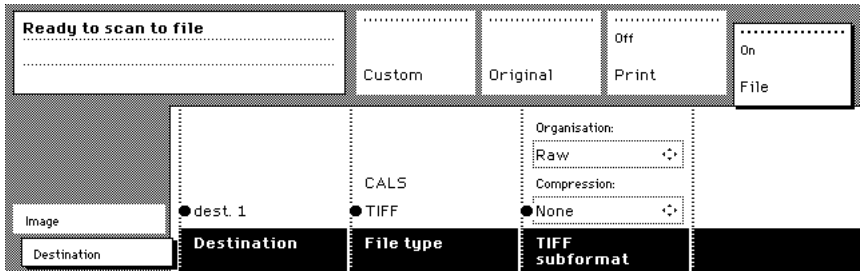 Ready to scan to file
Custom
Original
Off
Print
On
File
Organisation:
Raw
Compression:
None
CALS
TIFF
dest. 1
Image
Destination
Destination
File type
TIFF
subformat